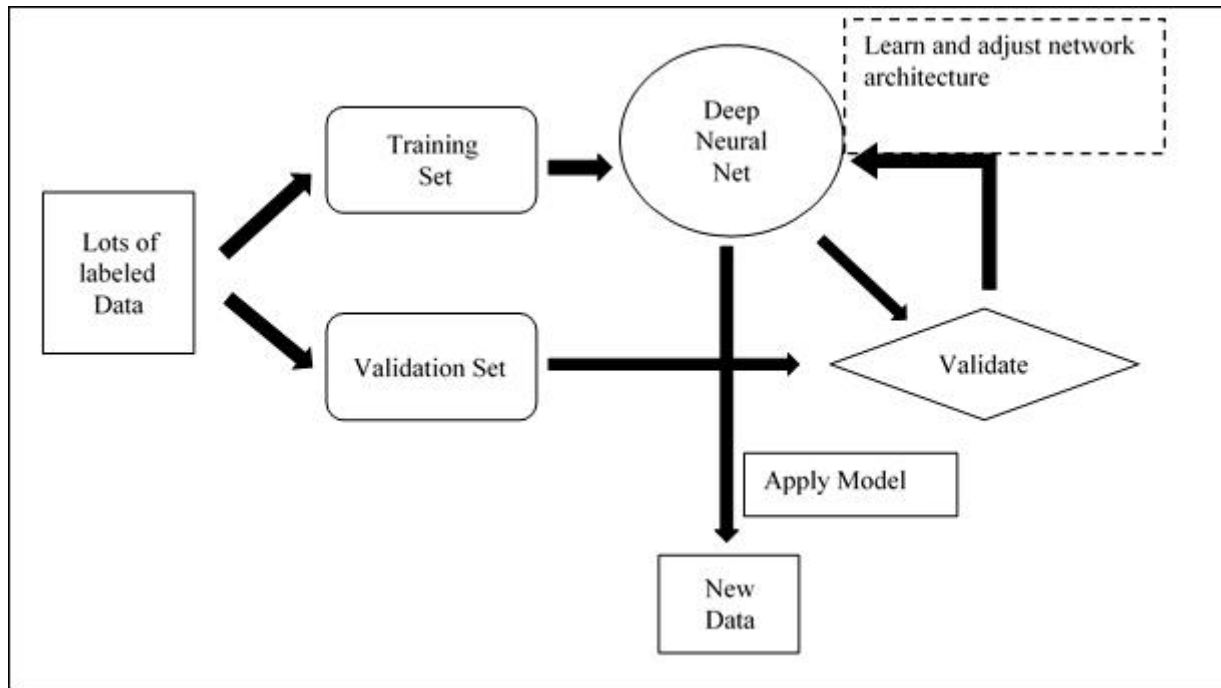 Learn and adjust network
architecture
Deep
Neural
Net
Training
Set
Lots of
labeled
Data
Validation Set
Validate
Apply Model
New
Data